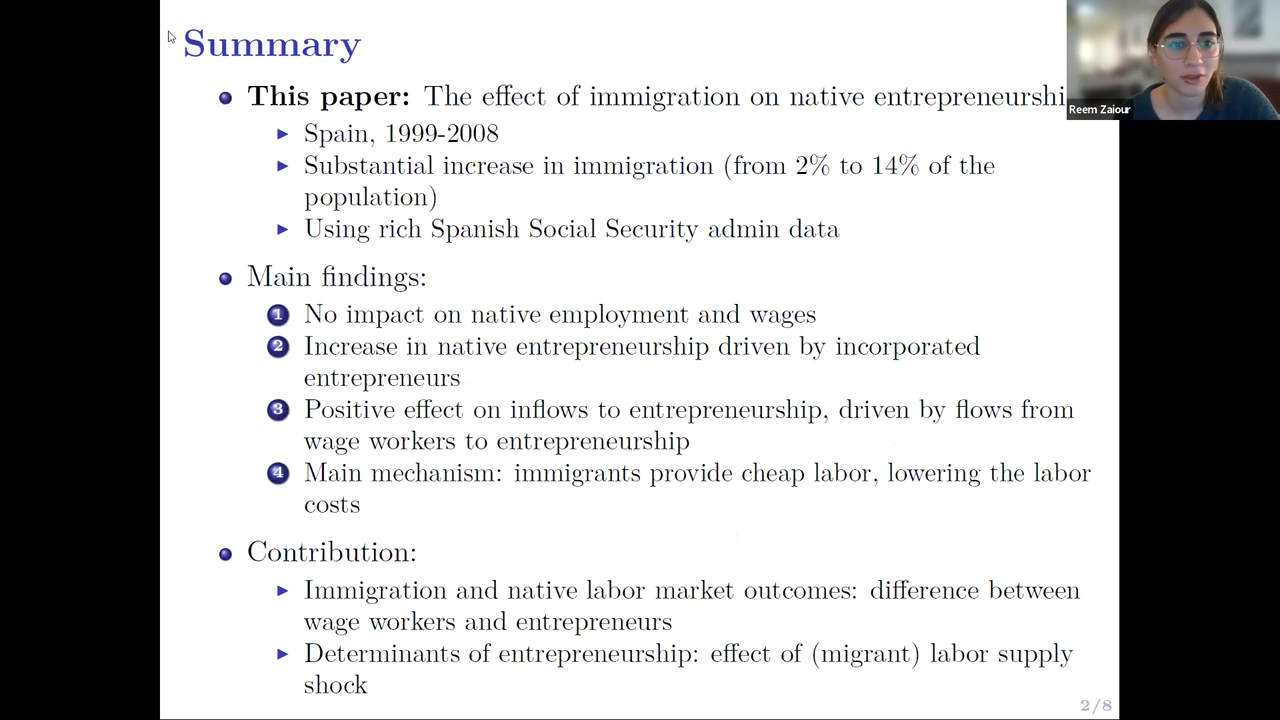 Summary
This paper: The effect of immigration on native entrepreneurshi
Spain, 1999-2008
Substantial increase in immigration (from 2% to 14% of the
population)
Using rich Spanish Social Security admin data
Main findings:
1 No impact on native employment and wages
2 Increase in native entrepreneurship driven by incorporated
entrepreneurs
3 Positive effect on inflows to entrepreneurship, driven by flows from
wage workers to entrepreneurship
4 Main mechanism: immigrants provide cheap labor, lowering the labor
costs
Contribution:
Immigration and native labor market outcomes: difference between
wage workers and entrepreneurs
Determinants of entrepreneurship: effect of (migrant) labor supply
shock
2/8
Reem Zaiour